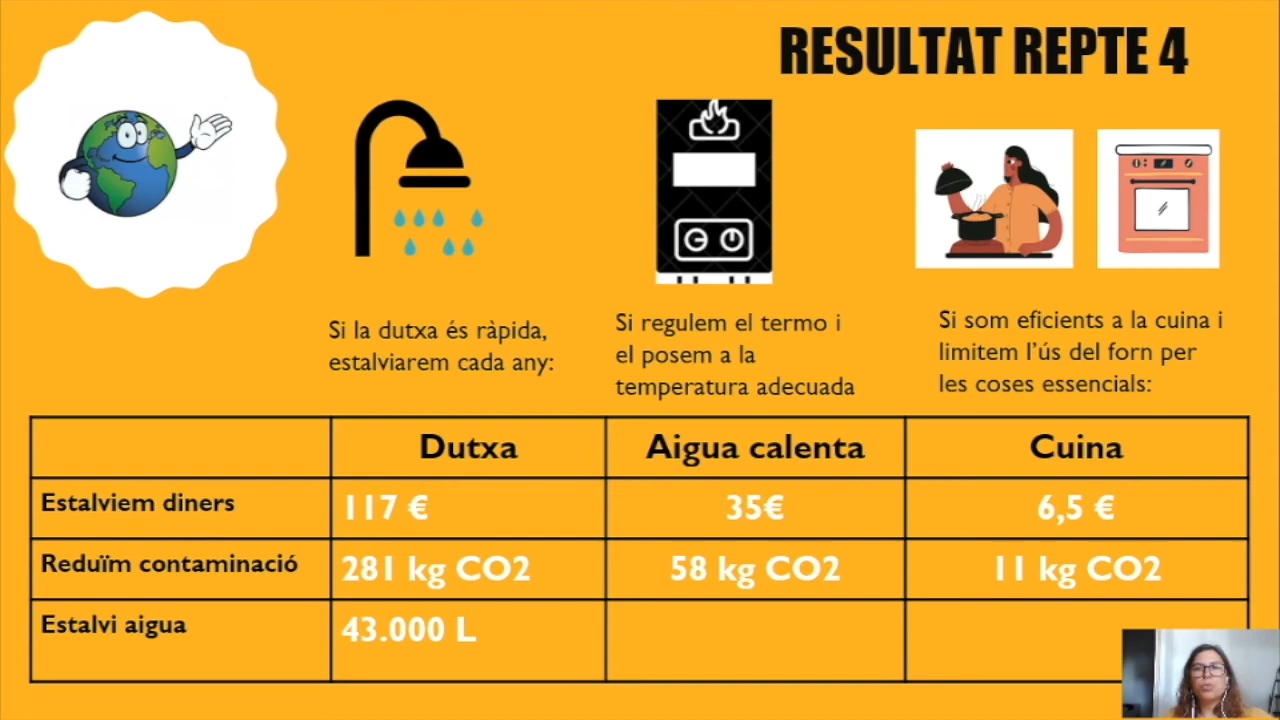 RESULTAT REPTE 4
Si la dutxa és ràpida,
estalviarem cada any:
Si regulem el termo i
el posem a la
temperatura adecuada
Si som eficients a la cuina i
limitem l'ús del forn per
les coses essencials:
Dutxa Aigua calenta Cuina
Estalviem diners 117 € 35€ 6,5 €
Reduïm contaminació 281 kg CO2 58 kg CO2 11 kg CO2
Estalvi aigua 43.000 L